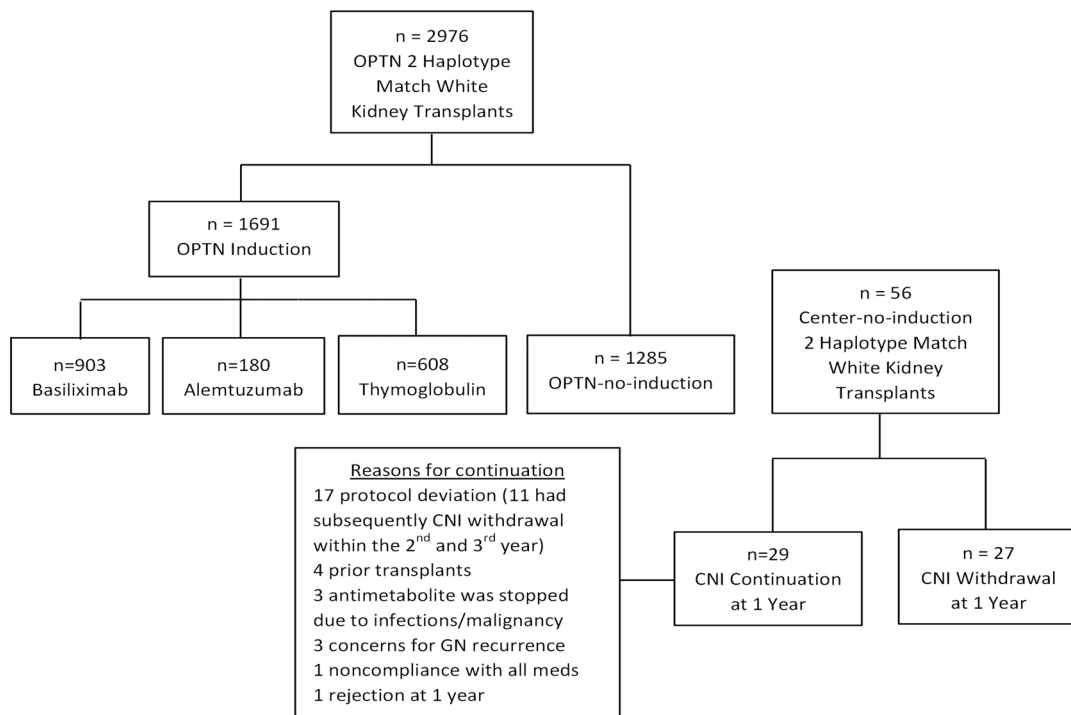 n = 2976
OPTN 2 Haplotype
Match White
Kidney Transplants
n = 1691
OPTN Induction
n=903
Basiliximab
n=180
Alemtuzumab
n=608
Thymoglobulin
n = 1285
OPTN-no-induction
n = 56
Center-no-induction
2 Haplotype Match
White Kidney
Transplants
Reasons for continuation
17 protocol deviation (11 had
subsequently CNI withdrawal
within the 2nd and 3rd year)
4 prior transplants
3 antimetabolite was stopped
due to infections/malignancy
3 concerns for GN recurrence
1 noncompliance with all meds
1 rejection at 1 year
n=29
CNI Continuation
at 1 Year
n = 27
CNI Withdrawal
at 1 Year